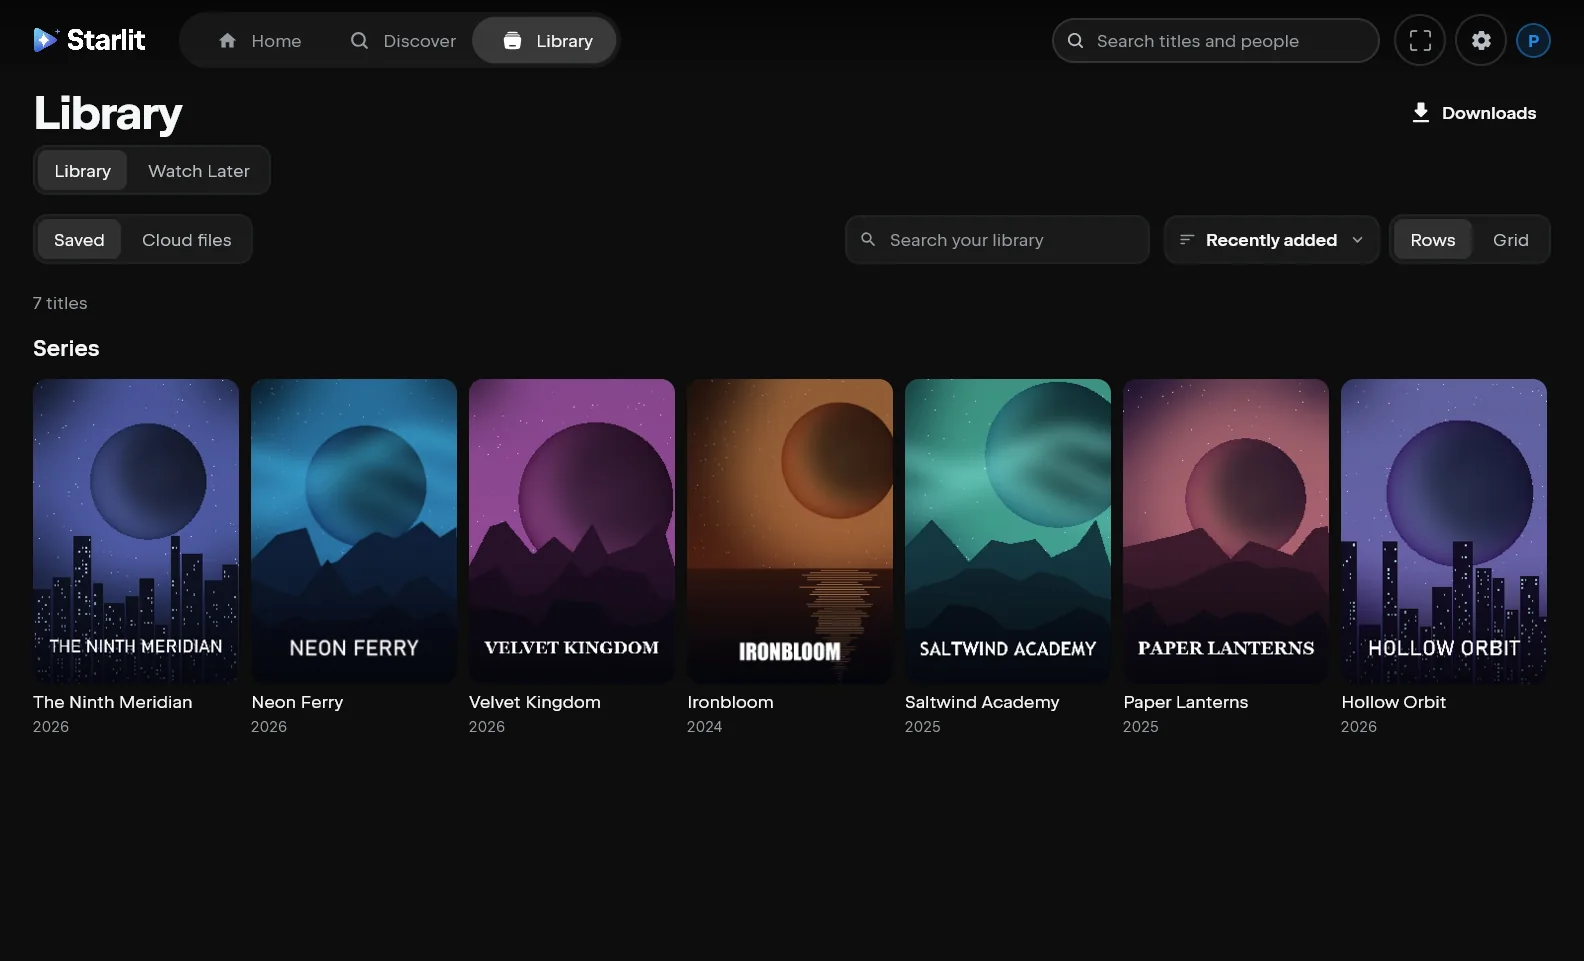 Starlit
Home
Discover
Library
Search titles and people
P
Library
Downloads
Library
Watch Later
Saved
Cloud files
Search your library
Recently added
Rows
Grid
7 titles
Series
THE NINTH MERIDIAN
NEON FERRY
VELVET KINGDOM
IRONBLOOM
SALTWIND ACADEMY
PAPER LANTERNS
HOLLOW ORBIT
The Ninth Meridian
2026
Neon Ferry
2026
Velvet Kingdom
2026
Ironbloom
2024
Saltwind Academy
2025
Paper Lanterns
2025
Hollow Orbit
2026